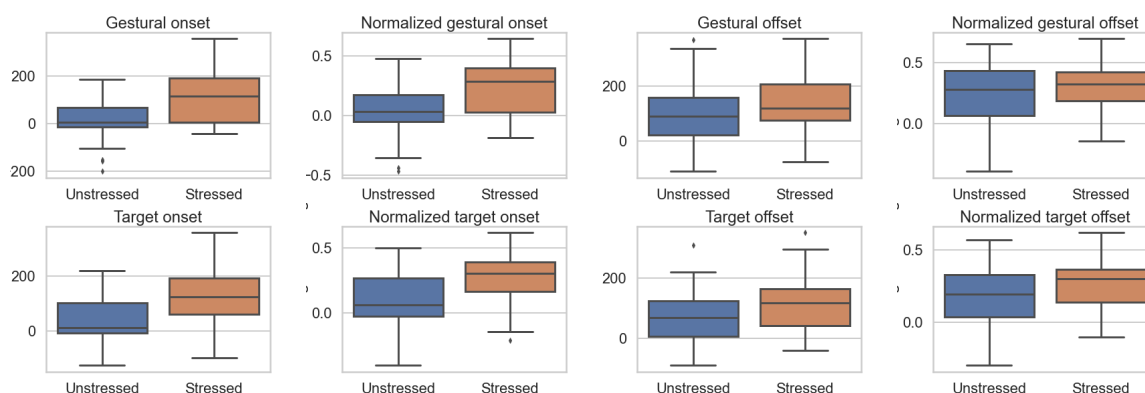 Gestural onset
200
0
200
Unstressed Stressed
Normalized gestural onset
0.5
0.0
−0.5
Unstressed Stressed
Gestural offset
200
0
Unstressed Stressed
Normalized gestural offset
0.5
0.0
Unstressed Stressed
Target onset
200
0
Unstressed Stressed
Normalized target onset
0.5
0.0
Unstressed Stressed
Target offset
200
0
Unstressed Stressed
Normalized target offset
0.5
0.0
Unstressed Stressed